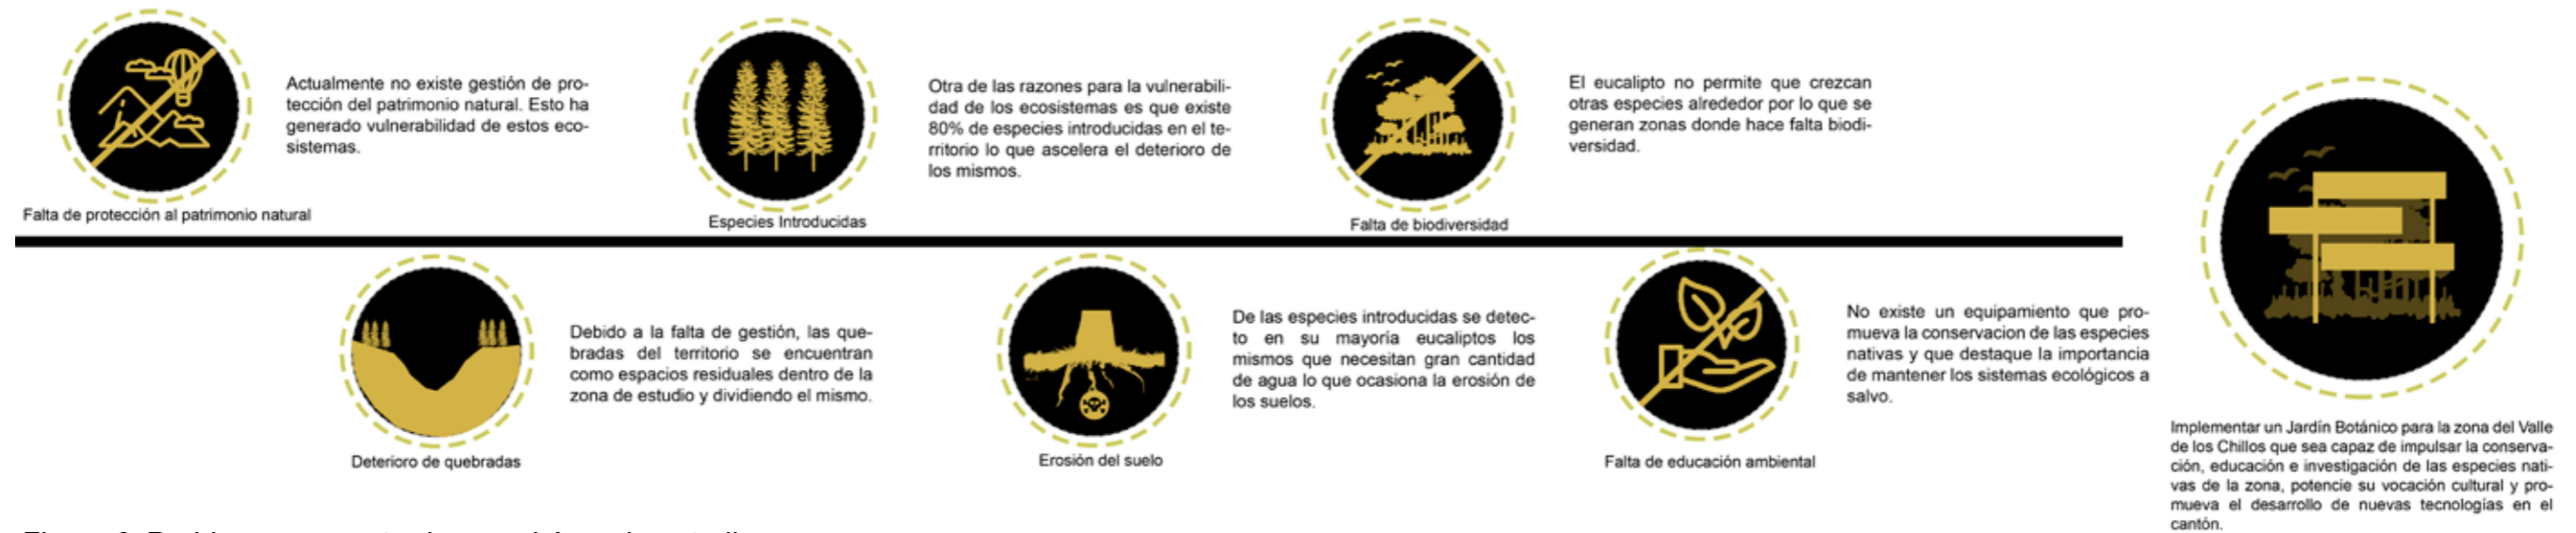 Actualmente no existe gestión de pro-
tección del patrimonio natural. Esto ha
generado vulnerabilidad de estos eco-
sistemas.
Falta de protección al patrimonio natural
Debido a la falta de gestión, las que-
bradas del territorio se encuentran
como espacios residuales dentro de la
zona de estudio y dividiendo el mismo.
Deterioro de quebradas
Otra de las razones para la vulnerabili-
dad de los ecosistemas es que existe
80% de especies introducidas en el te-
rritorio lo que ascelera el deterioro de
los mismos.
Especies Introducidas
De las especies introducidas se detec-
to en su mayoría eucaliptos los
mismos que necesitan gran cantidad
de agua lo que ocasiona la erosión de
los suelos.
Erosión del suelo
El eucalipto no permite que crezcan
otras especies alrededor por lo que se
generan zonas donde hace falta biodi-
versidad.
Falta de biodiversidad
No existe un equipamiento que pro-
mueva la conservacion de las especies
nativas y que destaque la importancia
de mantener los sistemas ecológicos a
salvo.
Falta de educación ambiental
Implementar un Jardín Botánico para la zona del Valle
de los Chillos que sea capaz de impulsar la conserva-
ción, educación e investigación de las especies nati-
vas de la zona, potencie su vocación cultural y pro-
mueva el desarrollo de nuevas tecnologías en el
cantón.